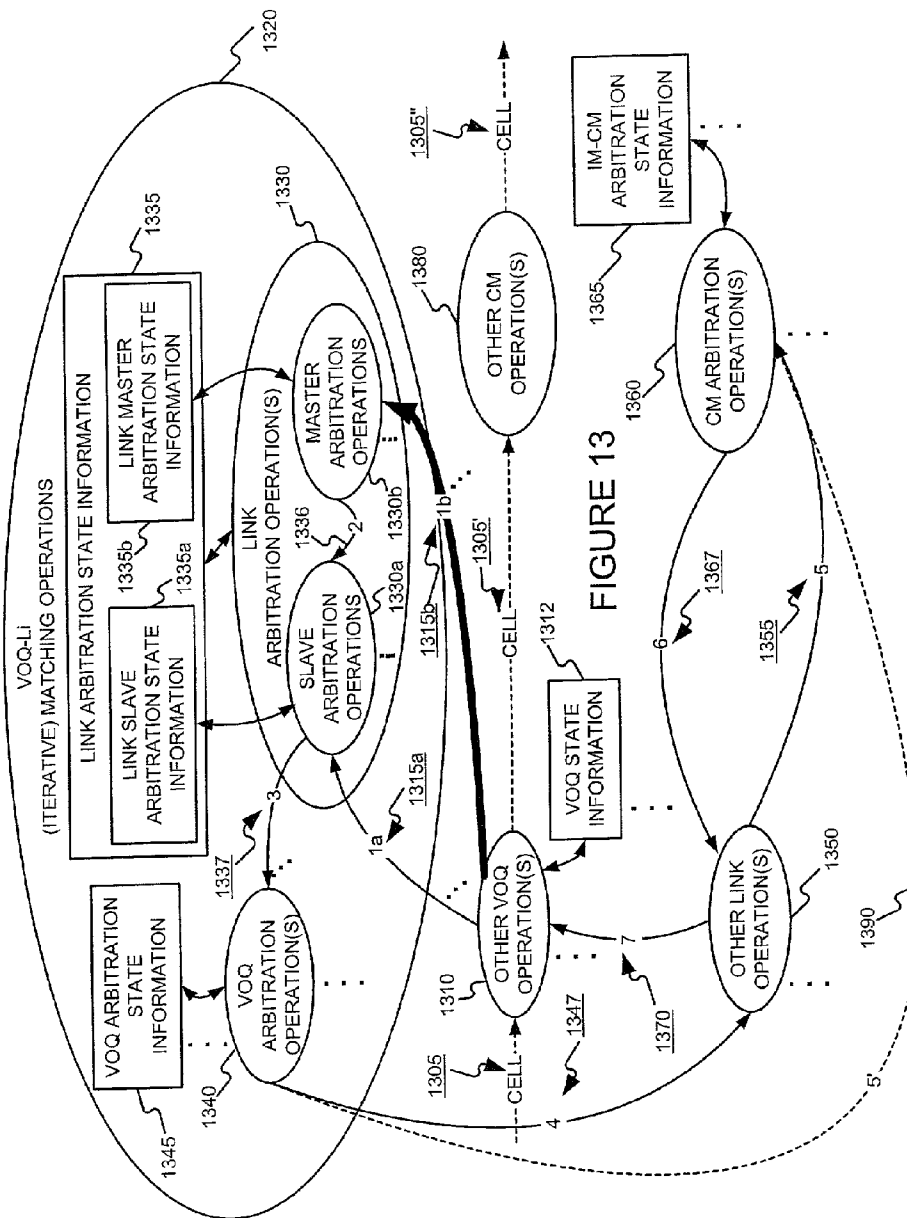 VOQ-Li
(ITERATIVE) MATCHING OPERATIONS
1320
VOQ ARBITRATION
STATE
INFORMATION
1345
LINK ARBITRATION STATE INFORMATION
1335
LINK SLAVE
ARBITRATION STATE
INFORMATION
1335a
LINK MASTER
ARBITRATION STATE
INFORMATION
1335b
VOQ
ARBITRATION
OPERATION(S)
1340
LINK
ARBITRATION OPERATION(S)
1330
SLAVE
ARBITRATION
OPERATIONS
1330a
MASTER
ARBITRATION
OPERATIONS
1330b
2
1336
3
1337
1a
1315a
1b
1315b
1305
CELL
OTHER VOQ
OPERATION(S)
1310
VOQ STATE
INFORMATION
1312
CELL
1305'
OTHER CM
OPERATION(S)
1380
CELL
1305"
4
1347
7
1370
FIGURE 13
OTHER LINK
OPERATION(S)
1350
6
1367
5
1355
CM ARBITRATION
OPERATION(S)
1360
IM-CM
ARBITRATION
STATE
INFORMATION
1365
5'
1390